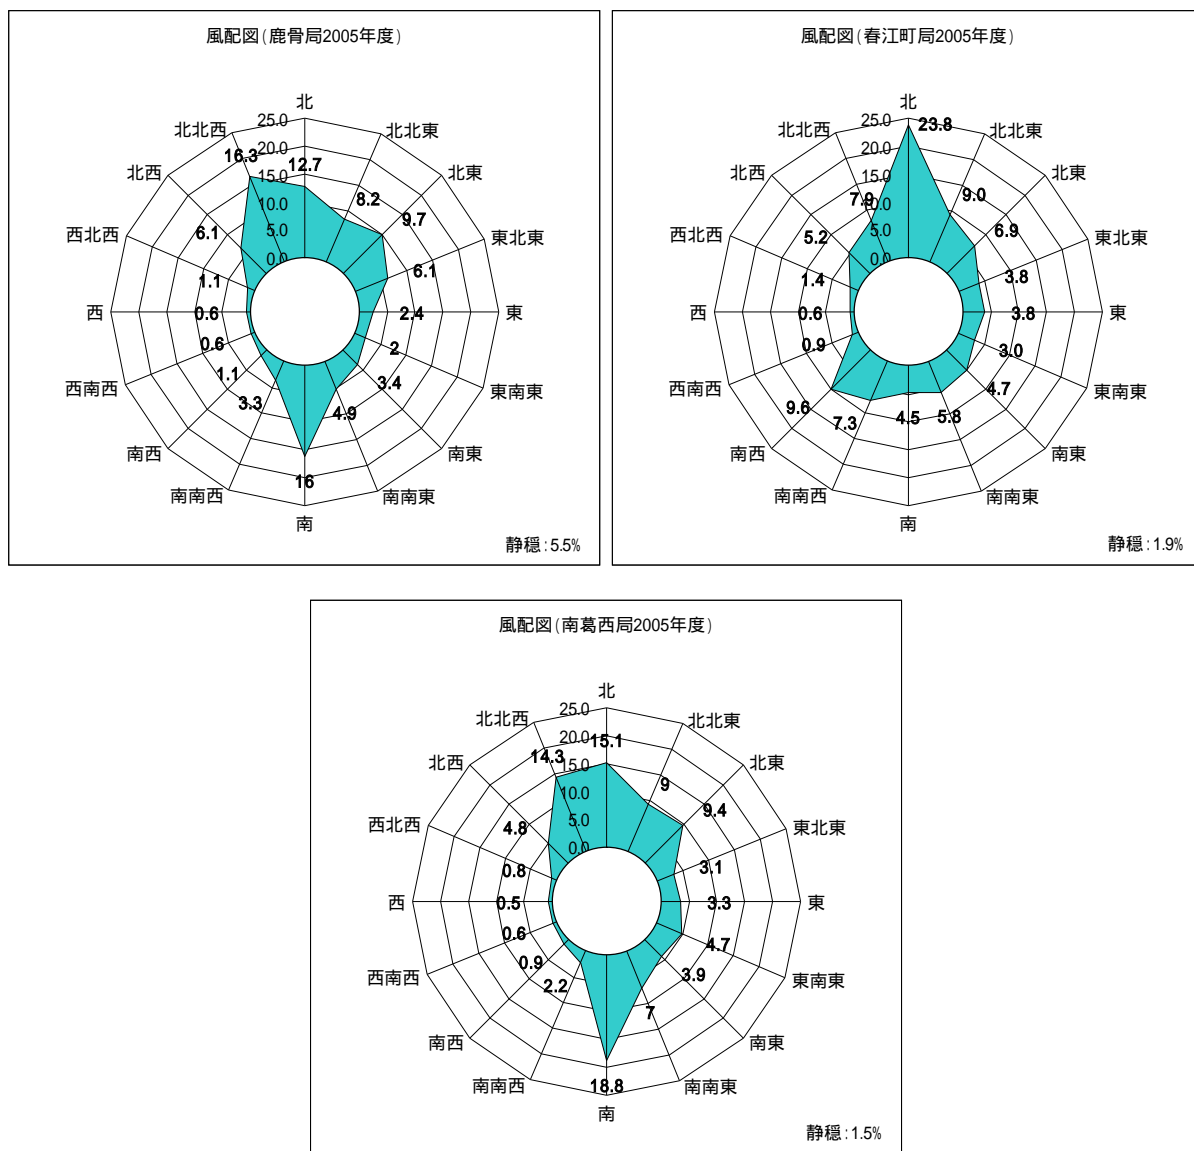 風配図(鹿骨局2005年度)
北
25.0
北北西
北北東
20.0
16.3
12.7
北西
北東
15.0
8.2
10.0
9.7
6.1
5.0
西北西
東北東
0.0
1.1
6.1
西
0.6
2.4
東
0.6
2
西南西
1.1
3.4
東南東
3.3
4.9
南西
南東
16
南南西
南南東
南
静穏:5.5%
風配図(春江町局2005年度)
北
25.0
23.8
北北西
北北東
20.0
北西
北東
15.0
7.9
9.0
10.0
5.2
6.9
5.0
西北西
東北東
0.0
1.4
3.8
西
0.6
3.8
東
0.9
3.0
西南西
4.7
東南東
9.6
7.3
4.5
5.8
南西
南東
南南西
南南東
南
静穏:1.9%
風配図(南葛西局2005年度)
北
25.0
北北西
北北東
20.0
14.3
15.1
北西
北東
15.0
9
10.0
9.4
4.8
5.0
西北西
東北東
0.0
0.8
3.1
西
0.5
3.3
東
0.6
4.7
西南西
0.9
3.9
東南東
2.2
7
南西
南東
18.8
南南西
南南東
南
静穏:1.5%